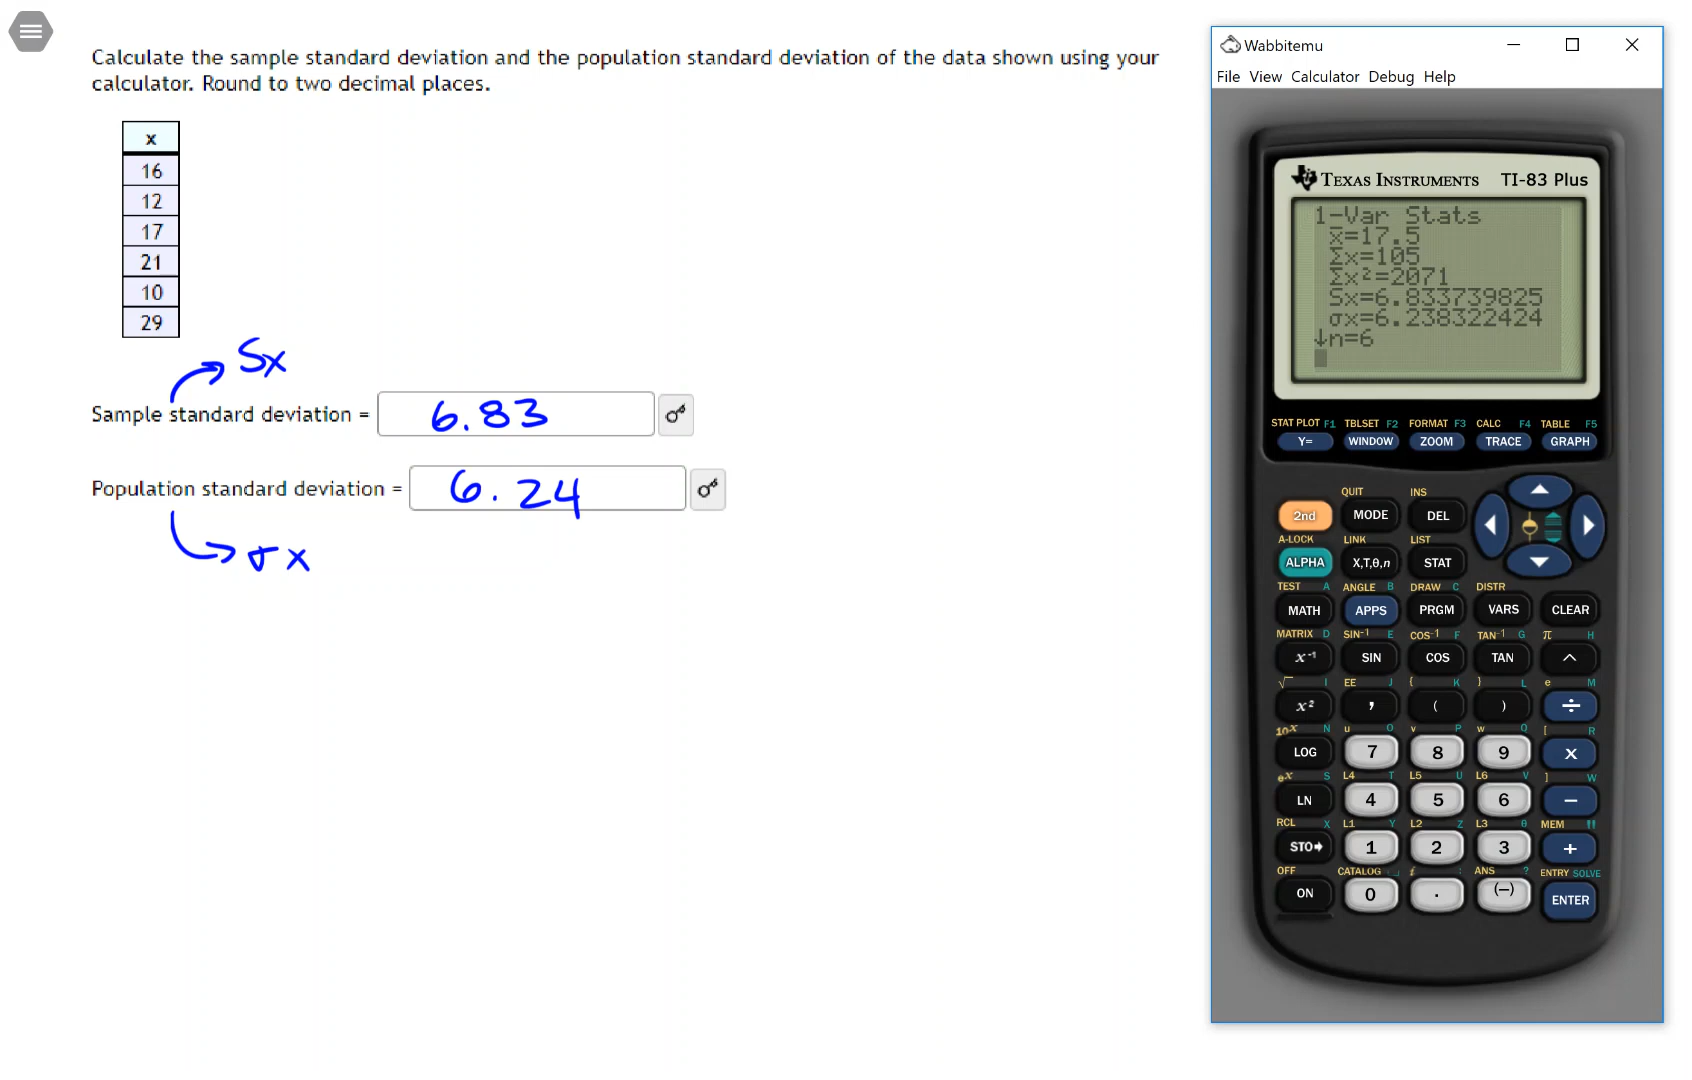 Calculate the sample standard deviation and the population standard deviation of the data shown using your
calculator. Round to two decimal places.
x
16
12
17
21
10
29
Sx
Sample standard deviation = 6.83
Population standard deviation = 6.24
σx
Wabbitemu
File View Calculator Debug Help
TEXAS INSTRUMENTS TI-83 Plus
1-Var Stats
x̄=17.5
Σx=105
Σx²=2071
Sx=6.833739825
σx=6.238322424
↓n=6
STAT PLOT F1 TBLSET F2 FORMAT F3 CALC F4 TABLE F5
Y= WINDOW ZOOM TRACE GRAPH
QUIT INS
2nd MODE DEL
A-LOCK LINK LIST
ALPHA X,T,θ,n STAT
TEST A ANGLE B DRAW C DISTR
MATH APPS PRGM VARS CLEAR
MATRIX D SIN⁻¹ E COS⁻¹ F TAN⁻¹ G π H
x⁻¹ SIN COS TAN ^
√ I EE J { K } L e M
x² , ( ) ÷
10ˣ N u O v P w Q [ R
LOG 7 8 9 x
eˣ S L4 T L5 U L6 V ] W
LN 4 5 6 −
RCL X L1 Y L2 Z L3 θ MEM "
STO➧ 1 2 3 +
OFF CATALOG i : ANS ? ENTRY SOLVE
ON 0 . (−) ENTER